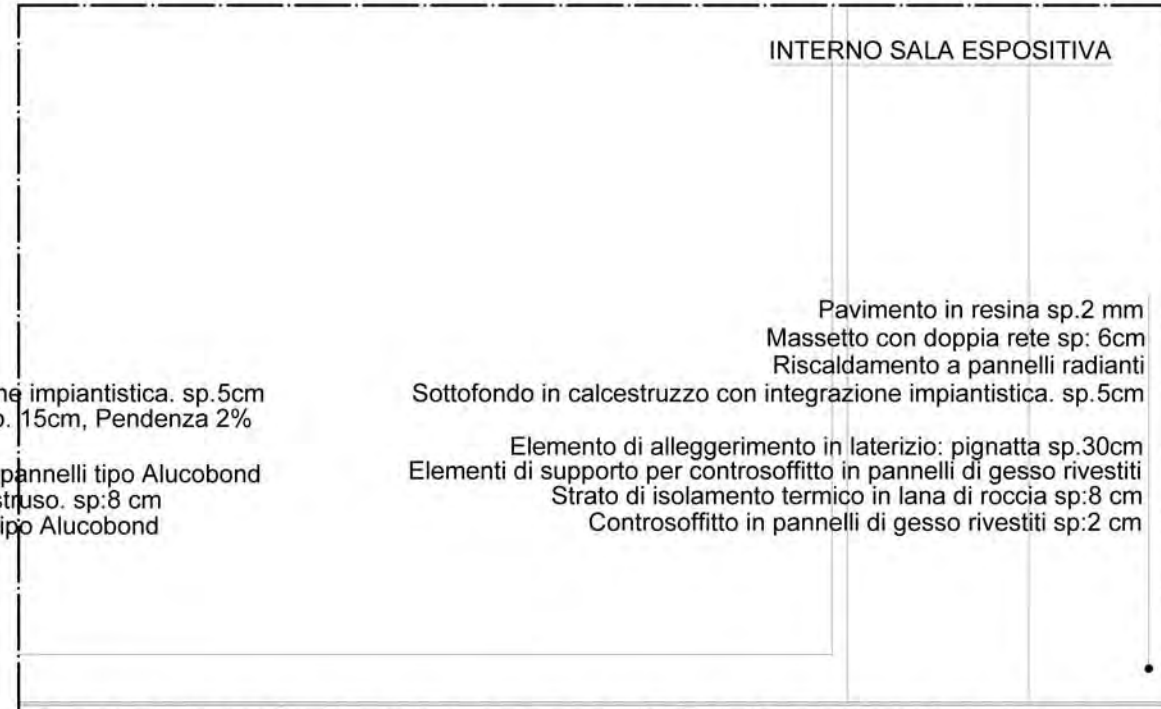 INTERNO SALA ESPOSITIVA
Pavimento in resina sp.2 mm
Massetto con doppia rete sp: 6cm
Riscaldamento a pannelli radianti
Sottofondo in calcestruzzo con integrazione impiantistica. sp.5cm
Elemento di alleggerimento in laterizio: pignatta sp.30cm
Elementi di supporto per controsoffitto in pannelli di gesso rivestiti
Strato di isolamento termico in lana di roccia sp:8 cm
Controsoffitto in pannelli di gesso rivestiti sp:2 cm
impiantistica. sp.5cm
15cm, Pendenza 2%
pannelli tipo Alucobond
sp:8 cm
Alucobond